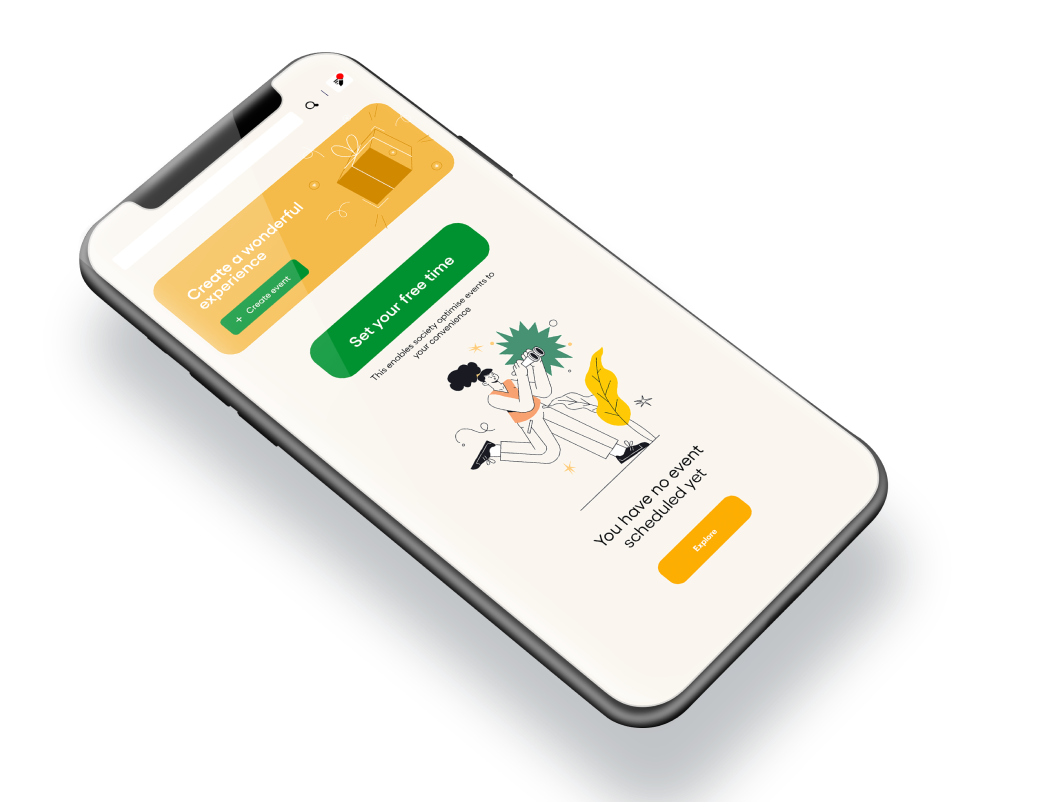 Create a wonderful
experience
+ Create event
Set your free time
This enables society optimise events to
your convenience
You have no event
scheduled yet
Explore